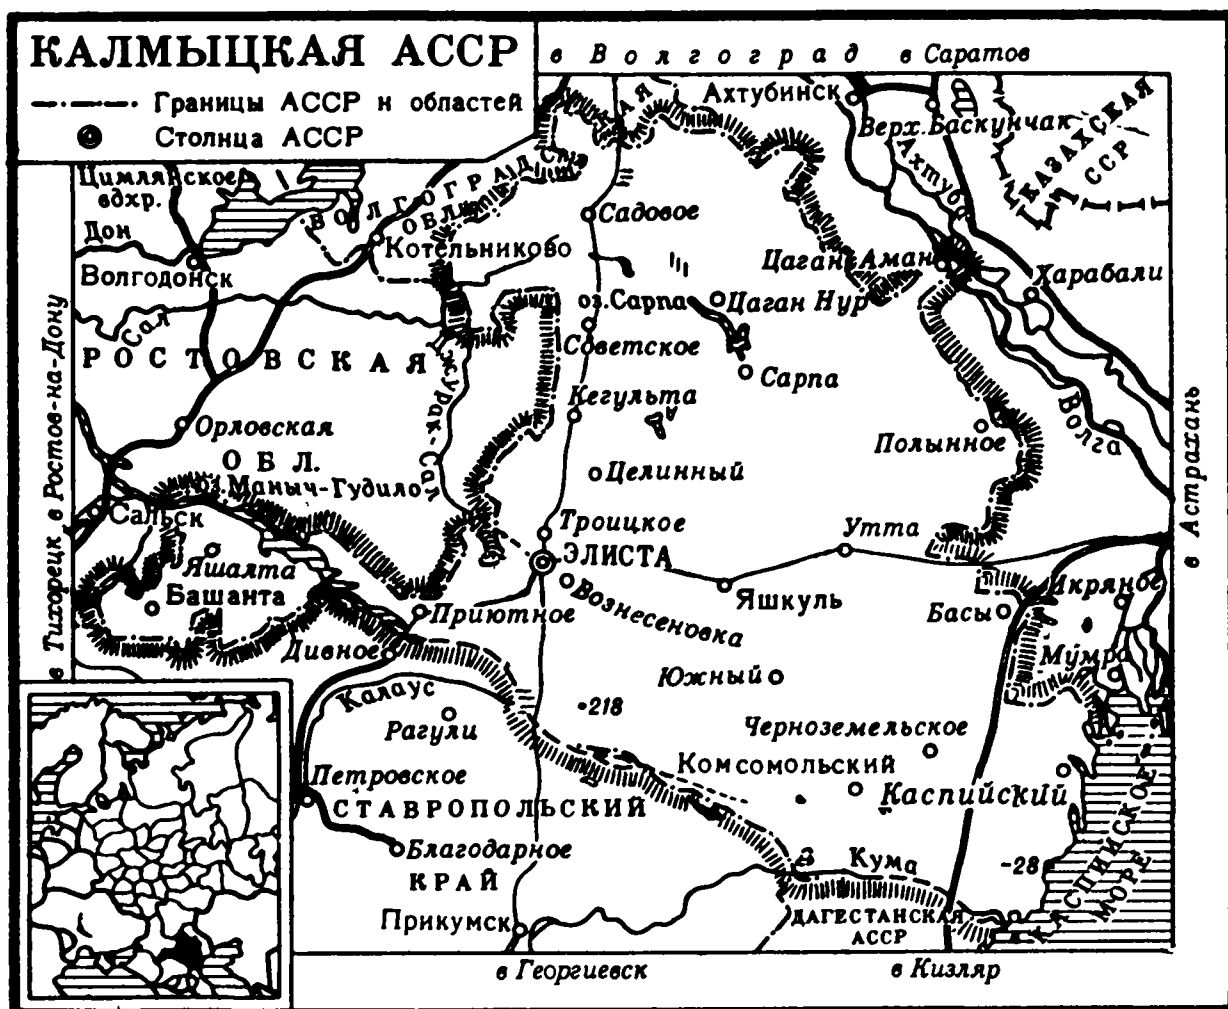 КАЛМЫЦКАЯ АССР
Границы АССР и областей
Столица АССР
в Волгоград
в Саратов
Ахтубинск
Верх. Баскунчак
КАЗАХСКАЯ
ССР
Ахтуба
Цимлянское
вдхр.
ВОЛГОГРАДСКАЯ
ОБЛ.
Дон
Волгодонск
Котельниково
Садовое
Цаган Аман
Харабали
оз. Сарпа
Цаган Нур
Сал
Советское
РОСТОВСКАЯ
ОБЛ.
Джурак-Сал
Сарпа
Кегульта
Орловская
Полынное
Волга
Целинный
оз. Маныч-Гудило
Сальск
Троицкое
Утта
ЭЛИСТА
Яшалта
Башанта
Вознесеновка
Яшкуль
Икряное
Басы
Приютное
Дивное
Мумра
Южный
Калаус
-218
Рагули
Черноземельское
Комсомольский
Петровское
СТАВРОПОЛЬСКИЙ
КРАЙ
Каспийский
Благодарное
Кума
-28
КАСПИЙСКОЕ
МОРЕ
Прикумск
ДАГЕСТАНСКАЯ
АССР
в Георгиевск
в Кизляр
в Тихорецк
в Ростов-на-Дону
в Астрахань